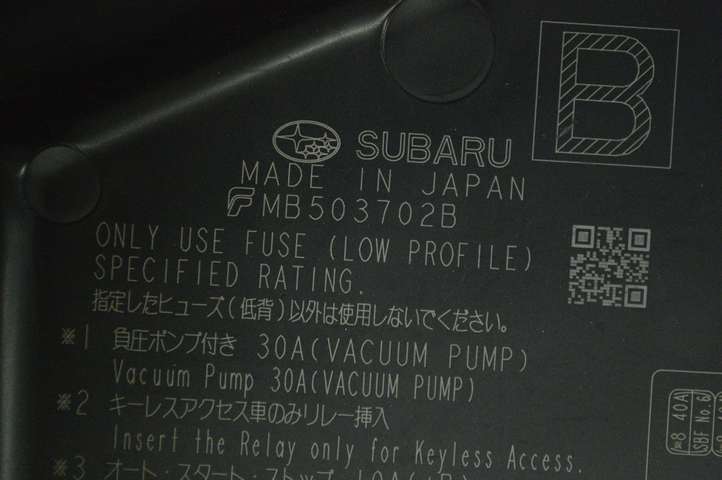 B
SUBARU
MADE IN JAPAN
MB503702B
ONLY USE FUSE (LOW PROFILE)
SPECIFIED RATING.
指定したヒューズ(低背)以外は使用しないでください。
※1 負圧ポンプ付き 30A(VACUUM PUMP)
Vacuum Pump 30A(VACUUM PUMP)
※2 キーレスアクセス車のみリレー挿入
Insert the Relay only for Keyless Access.
※3 オート・スタート・ストップ
40A
SBF No.6